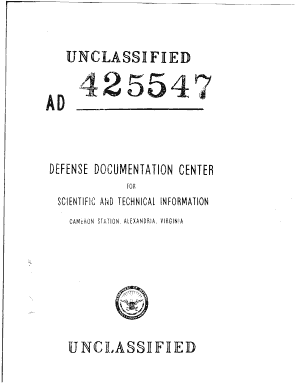 UNCLASSIFIED
AD 425547
DEFENSE DOCUMENTATION CENTER
FOR
SCIENTIFIC AND TECHNICAL INFORMATION
CAMERON STATION, ALEXANDRIA, VIRGINIA
UNCLASSIFIED